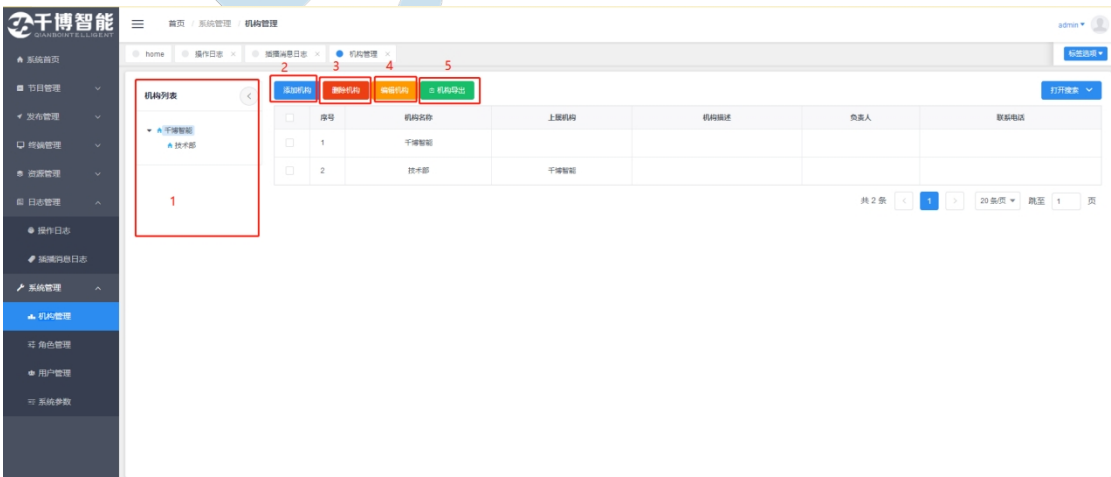 千博智能
QIANBOINTELLIGENT
首页 / 系统管理 / 机构管理
admin
home
操作日志 ×
插播消息日志 ×
机构管理 ×
标签选项
系统首页
节目管理
发布管理
终端管理
资源管理
日志管理
操作日志
插播消息日志
系统管理
机构管理
角色管理
用户管理
系统参数
机构列表
千博智能
技术部
1
2 3 4 5
添加机构 删除机构 编辑机构 机构导出
打开搜索
序号 机构名称 上属机构 机构描述 负责人 联系电话
1 千博智能
2 技术部 千博智能
共 2 条 < 1 > 20 条/页 跳至 1 页